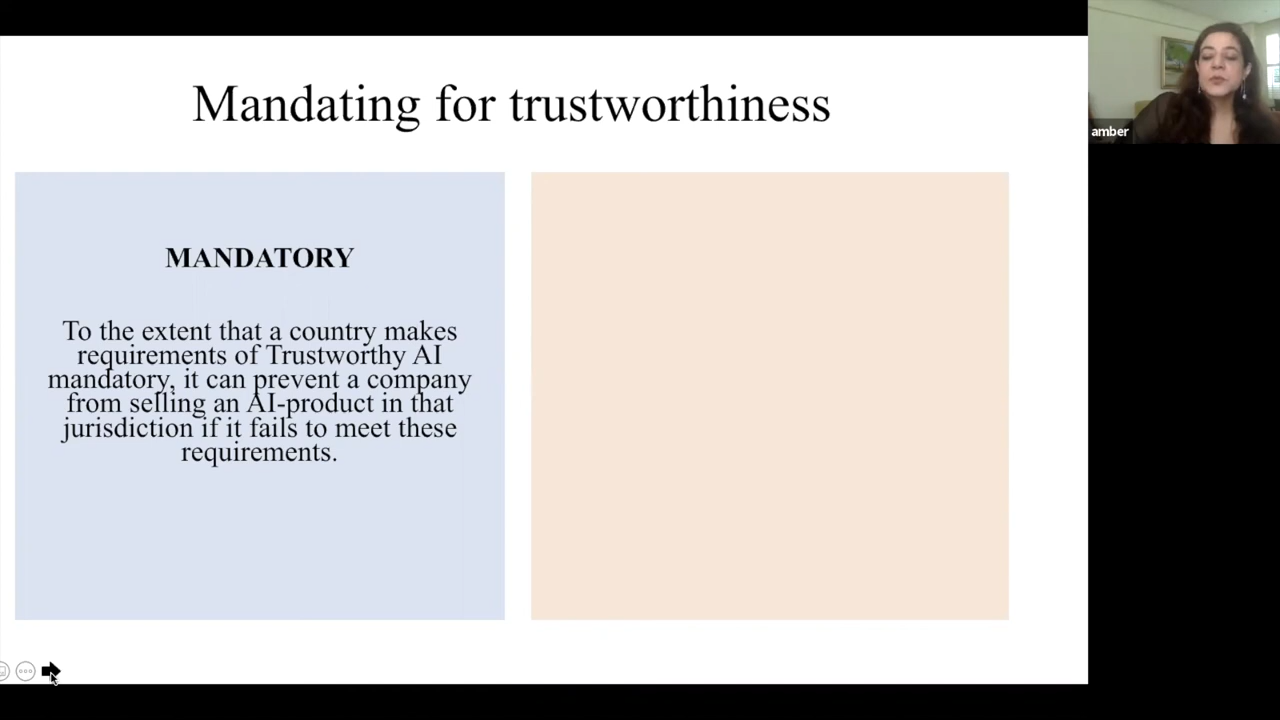 Mandating for trustworthiness
MANDATORY
To the extent that a country makes
requirements of Trustworthy AI
mandatory, it can prevent a company
from selling an AI-product in that
jurisdiction if it fails to meet these
requirements.
amber